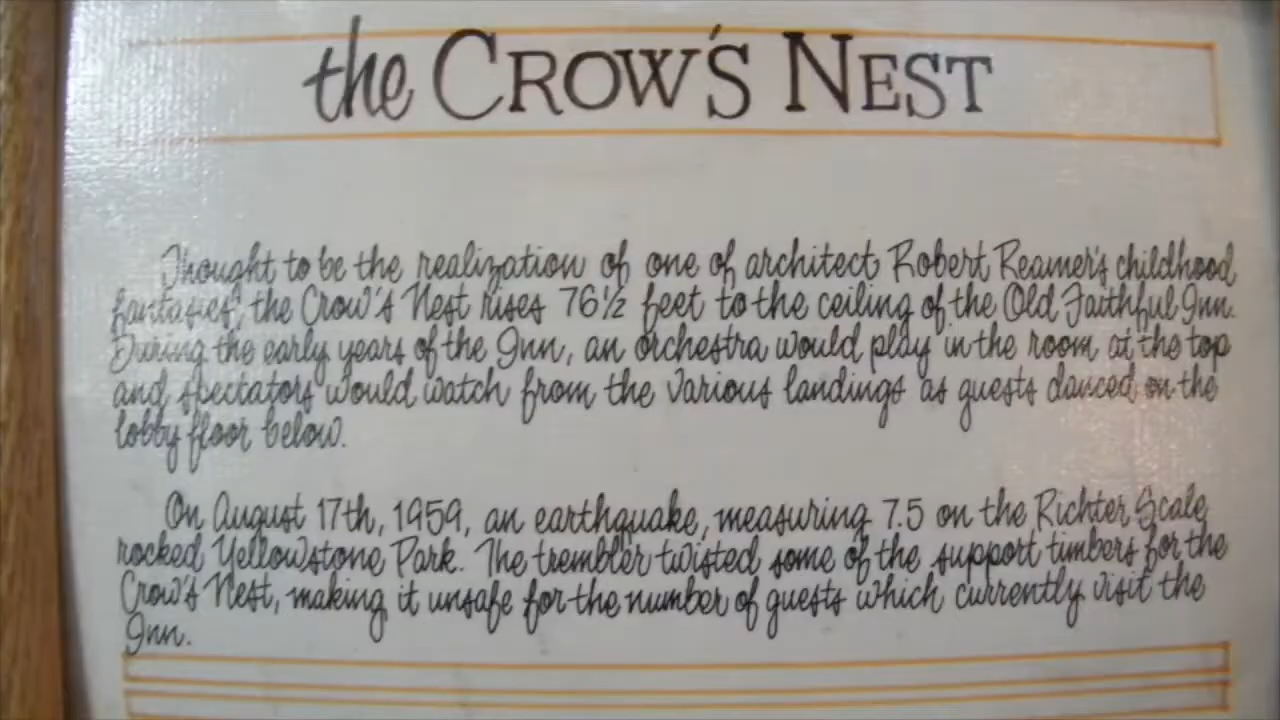 the CROW'S NEST
Thought to be the realization of one of architect Robert Reamer's childhood
fantasies, the Crow's Nest rises 76½ feet to the ceiling of the Old Faithful Inn.
During the early years of the Inn, an orchestra would play in the room at the top
and spectators would watch from the various landings as guests danced on the
lobby floor below.
On August 17th, 1959, an earthquake, measuring 7.5 on the Richter Scale,
rocked Yellowstone Park. The trembler twisted some of the support timbers for the
Crow's Nest, making it unsafe for the number of guests which currently visit the
Inn.